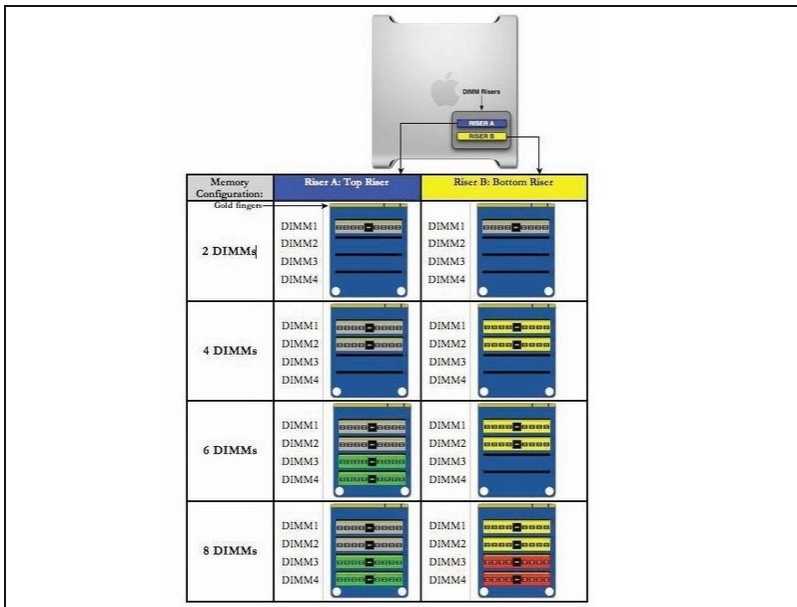 DIMM Risers
RISER A
RISER B
Memory Configuration:
Riser A: Top Riser
Riser B: Bottom Riser
Gold fingers
2 DIMMs
DIMM1
DIMM2
DIMM3
DIMM4
DIMM1
DIMM2
DIMM3
DIMM4
4 DIMMs
DIMM1
DIMM2
DIMM3
DIMM4
DIMM1
DIMM2
DIMM3
DIMM4
6 DIMMs
DIMM1
DIMM2
DIMM3
DIMM4
DIMM1
DIMM2
DIMM3
DIMM4
8 DIMMs
DIMM1
DIMM2
DIMM3
DIMM4
DIMM1
DIMM2
DIMM3
DIMM4